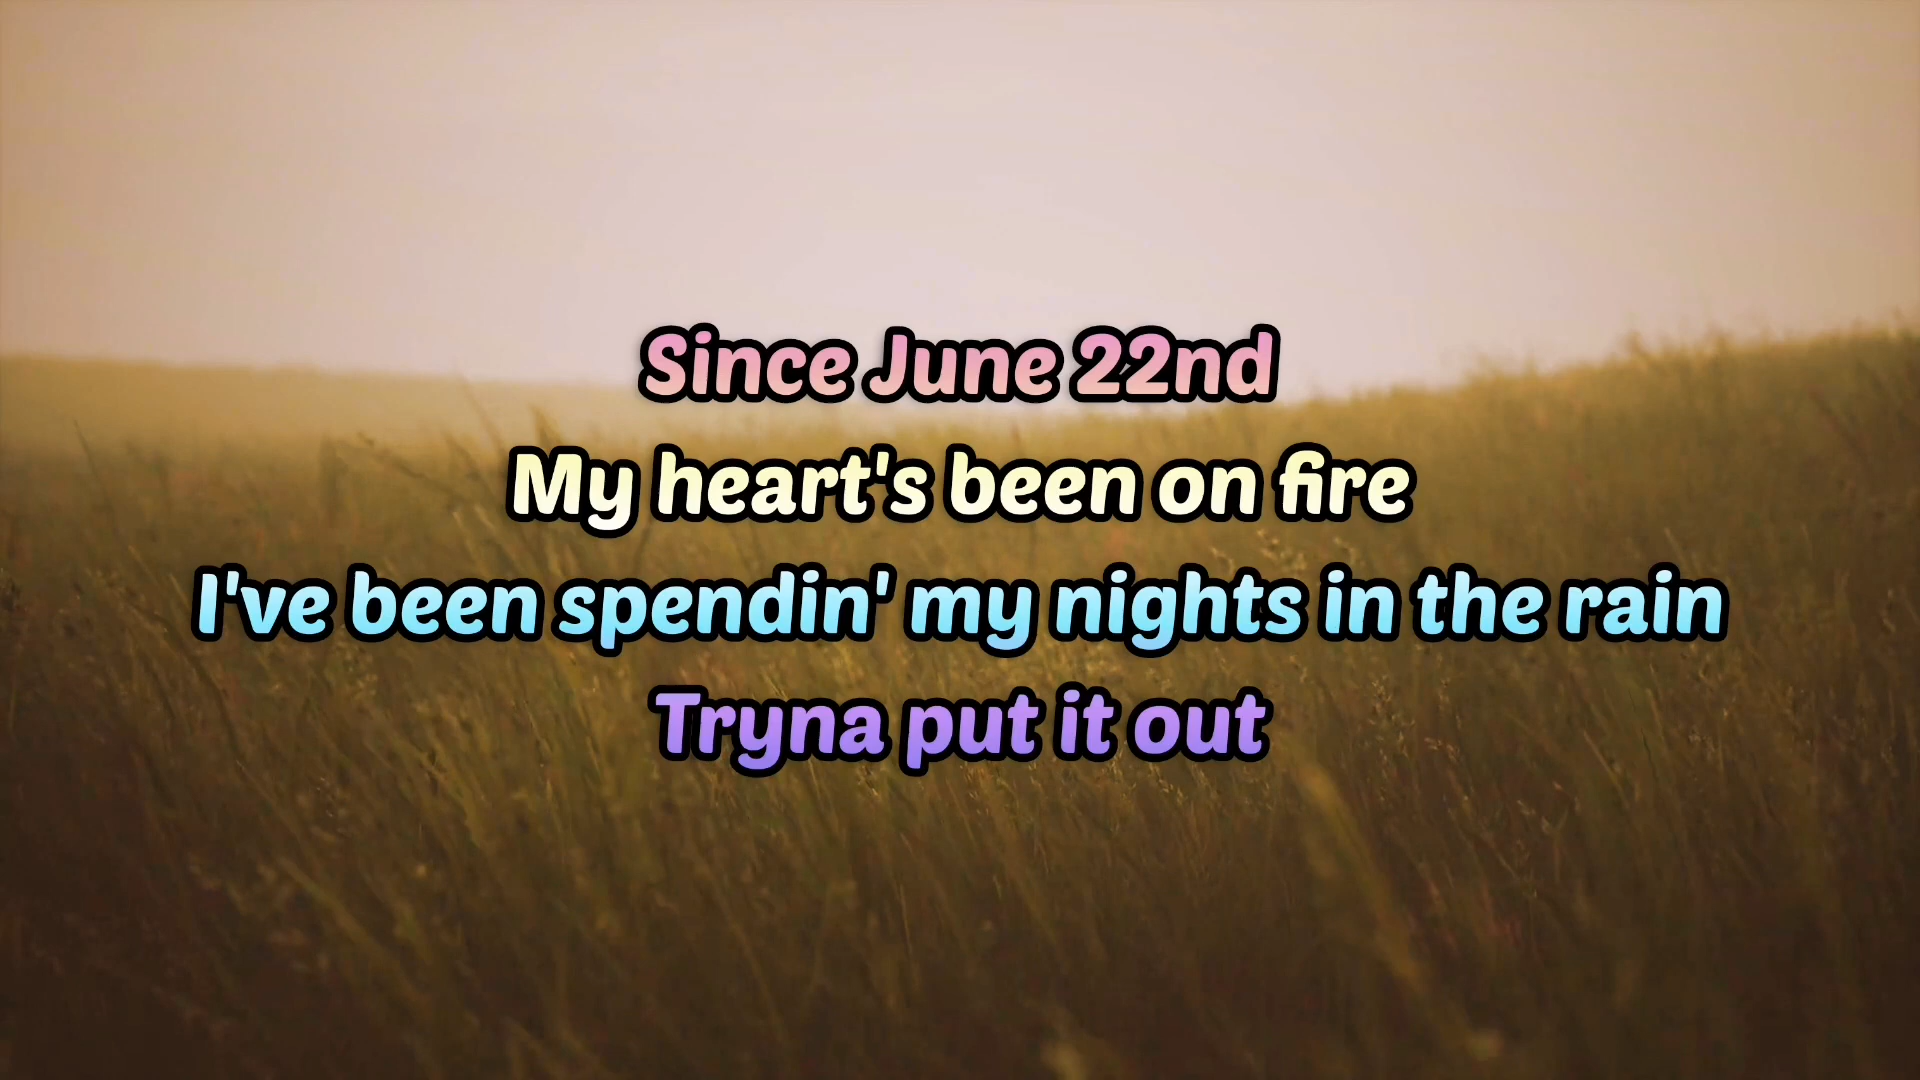 Since June 22nd
My heart's been on fire
I've been spendin' my nights in the rain
Tryna put it out